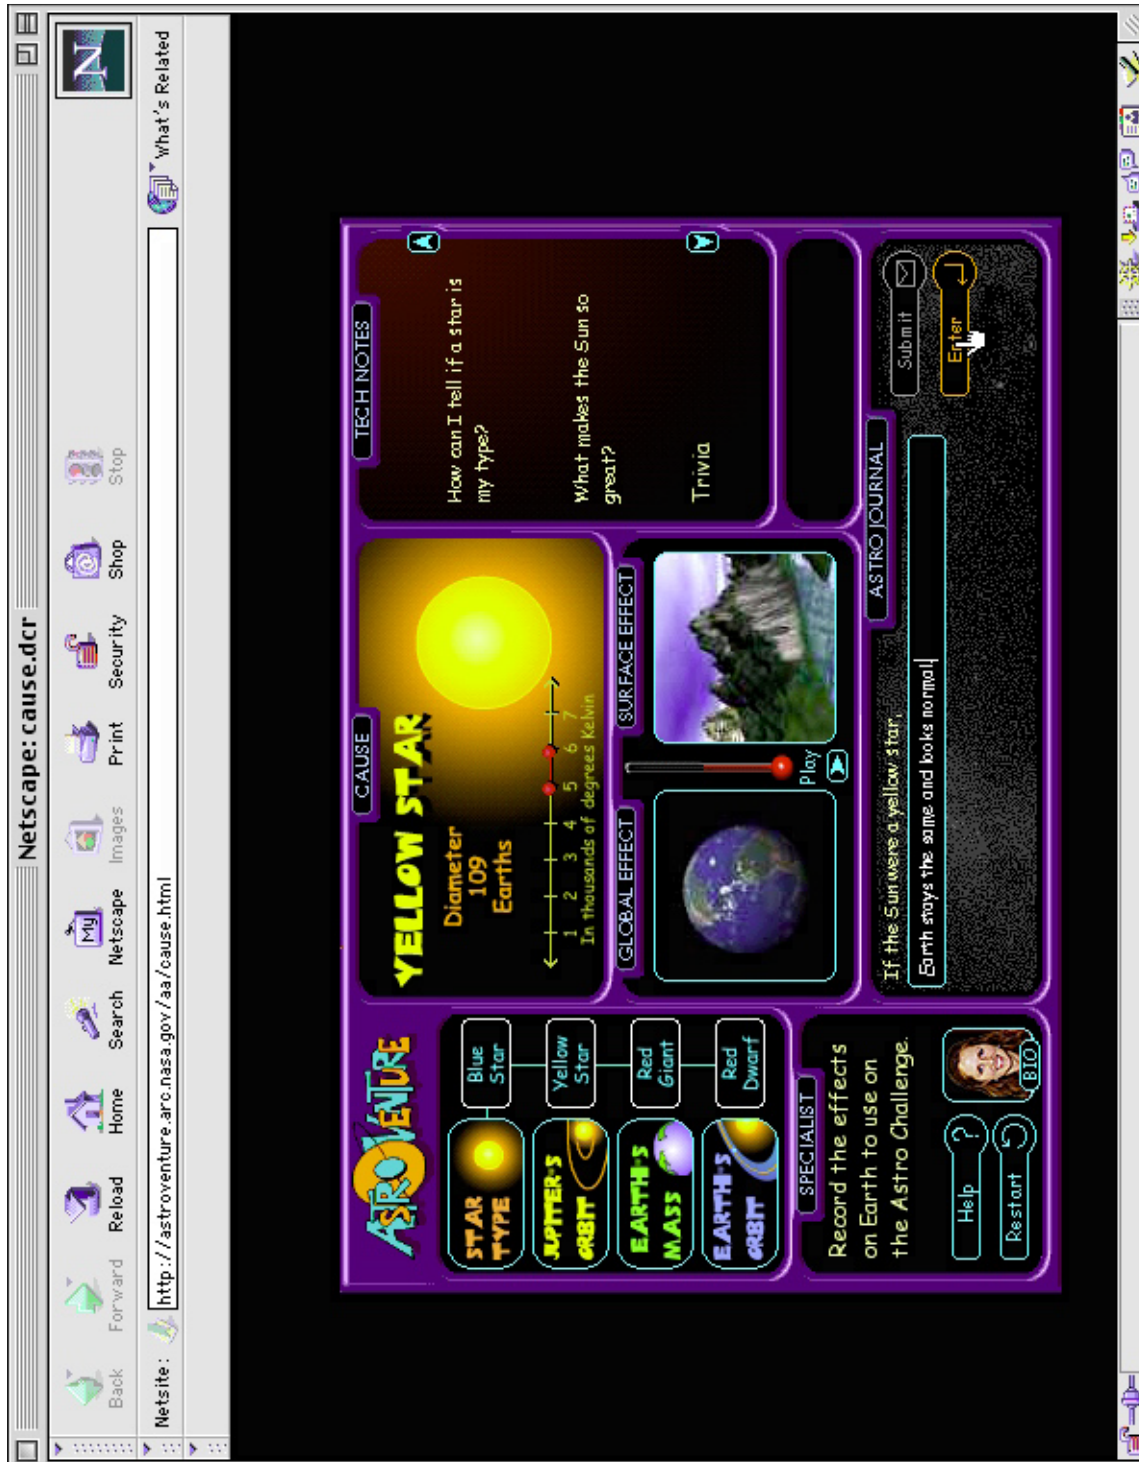 Netscape: cause.dcr
Back
Forward
Reload
Home
Search
My
Netscape
Images
Print
Security
Shop
Stop
N
Netsite:
http://astroventure.arc.nasa.gov/aa/cause.html
What's Related
ASTROVENTURE
STAR
TYPE
JUPITER'S
ORBIT
EARTH'S
MASS
EARTH'S
ORBIT
Blue
Star
Yellow
Star
Red
Giant
Red
Dwarf
CAUSE
YELLOW STAR
Diameter
109
Earths
1 2 3 4 5 6 7
In thousands of degrees Kelvin
TECH NOTES
How can I tell if a star is
my type?
What makes the Sun so
great?
Trivia
GLOBAL EFFECT
SURFACE EFFECT
Play
SPECIALIST
Record the effects
on Earth to use on
the Astro Challenge.
Help ?
Restart
BIO
ASTRO JOURNAL
If the Sun were a yellow star,
Earth stays the same and looks normal
Submit
Enter